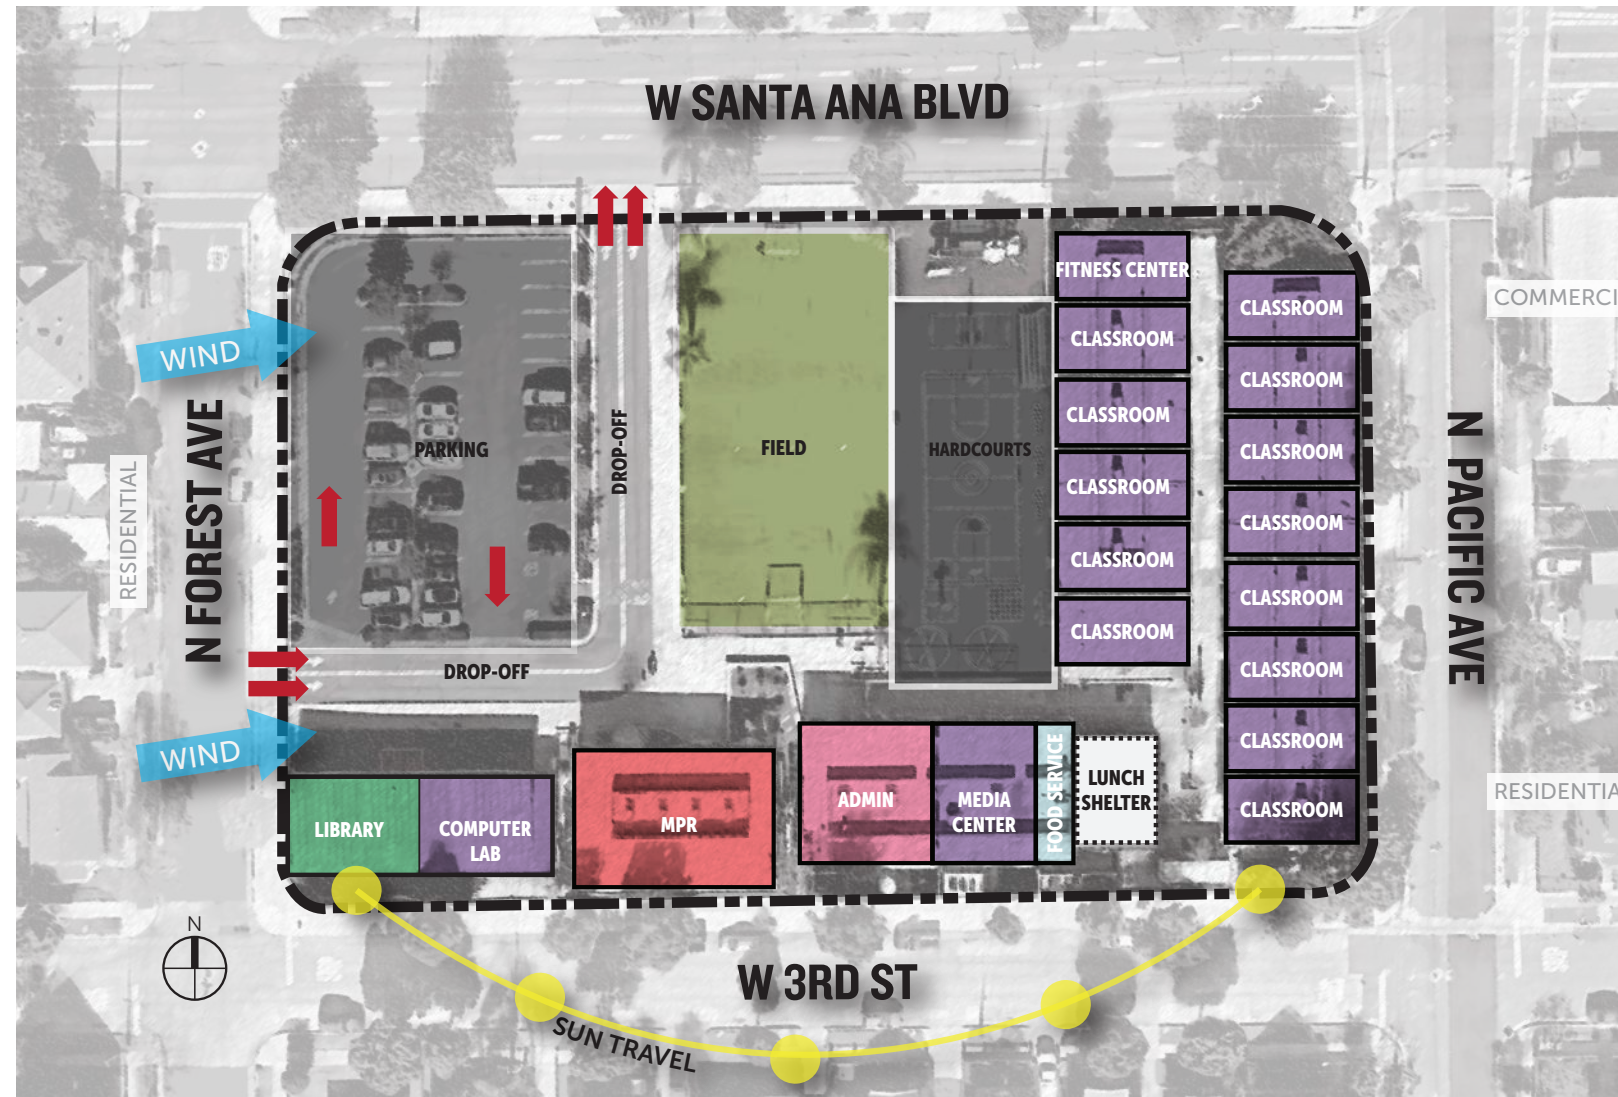 W SANTA ANA BLVD
FITNESS CENTER
CLASSROOM
COMMERCI
CLASSROOM
WIND
CLASSROOM
CLASSROOM
N FOREST AVE
RESIDENTIAL
PARKING
DROP-OFF
FIELD
HARDCOURTS
CLASSROOM
N PACIFIC AVE
CLASSROOM
CLASSROOM
CLASSROOM
CLASSROOM
CLASSROOM
CLASSROOM
DROP-OFF
CLASSROOM
WIND
CLASSROOM
LIBRARY
COMPUTER
LAB
MPR
ADMIN
MEDIA
CENTER
FOOD SERVICE
LUNCH
SHELTER
CLASSROOM
RESIDENTIA
N
W 3RD ST
SUN TRAVEL